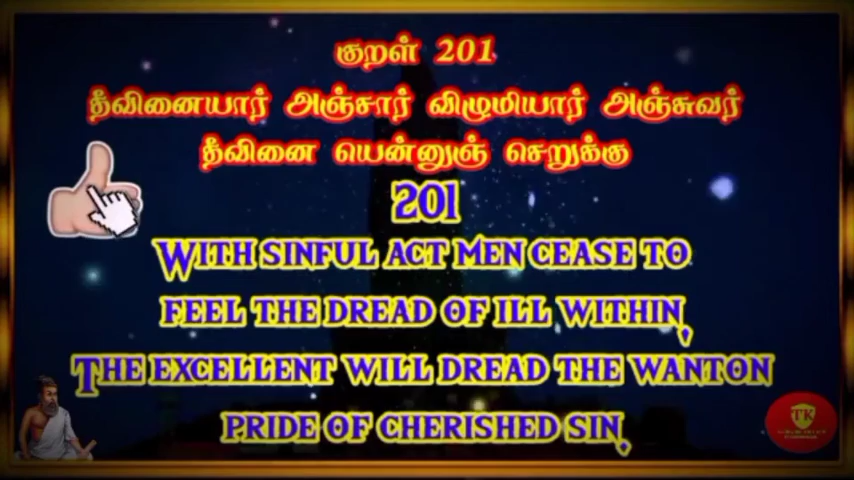 குறள் 201
தீவினையார் அஞ்சார் விழுமியார் அஞ்சுவர்
தீவினை யென்னுஞ் செறுக்கு
201
WITH SINFUL ACT MEN CEASE TO
FEEL THE DREAD OF ILL WITHIN,
THE EXCELLENT WILL DREAD THE WANTON
PRIDE OF CHERISHED SIN,
TK